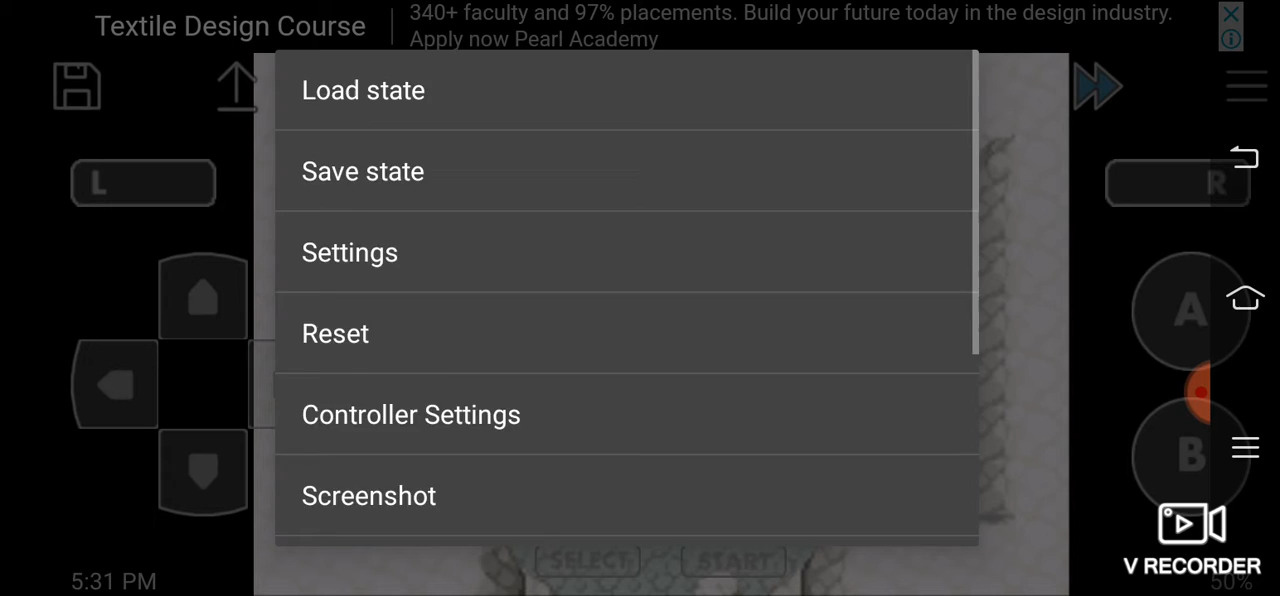 Textile Design Course
340+ faculty and 97% placements. Build your future today in the design industry.
Apply now Pearl Academy
Load state
L
R
Save state
Settings
A
Reset
Controller Settings
B
Screenshot
SELECT
START
V RECORDER
5:31 PM
50%